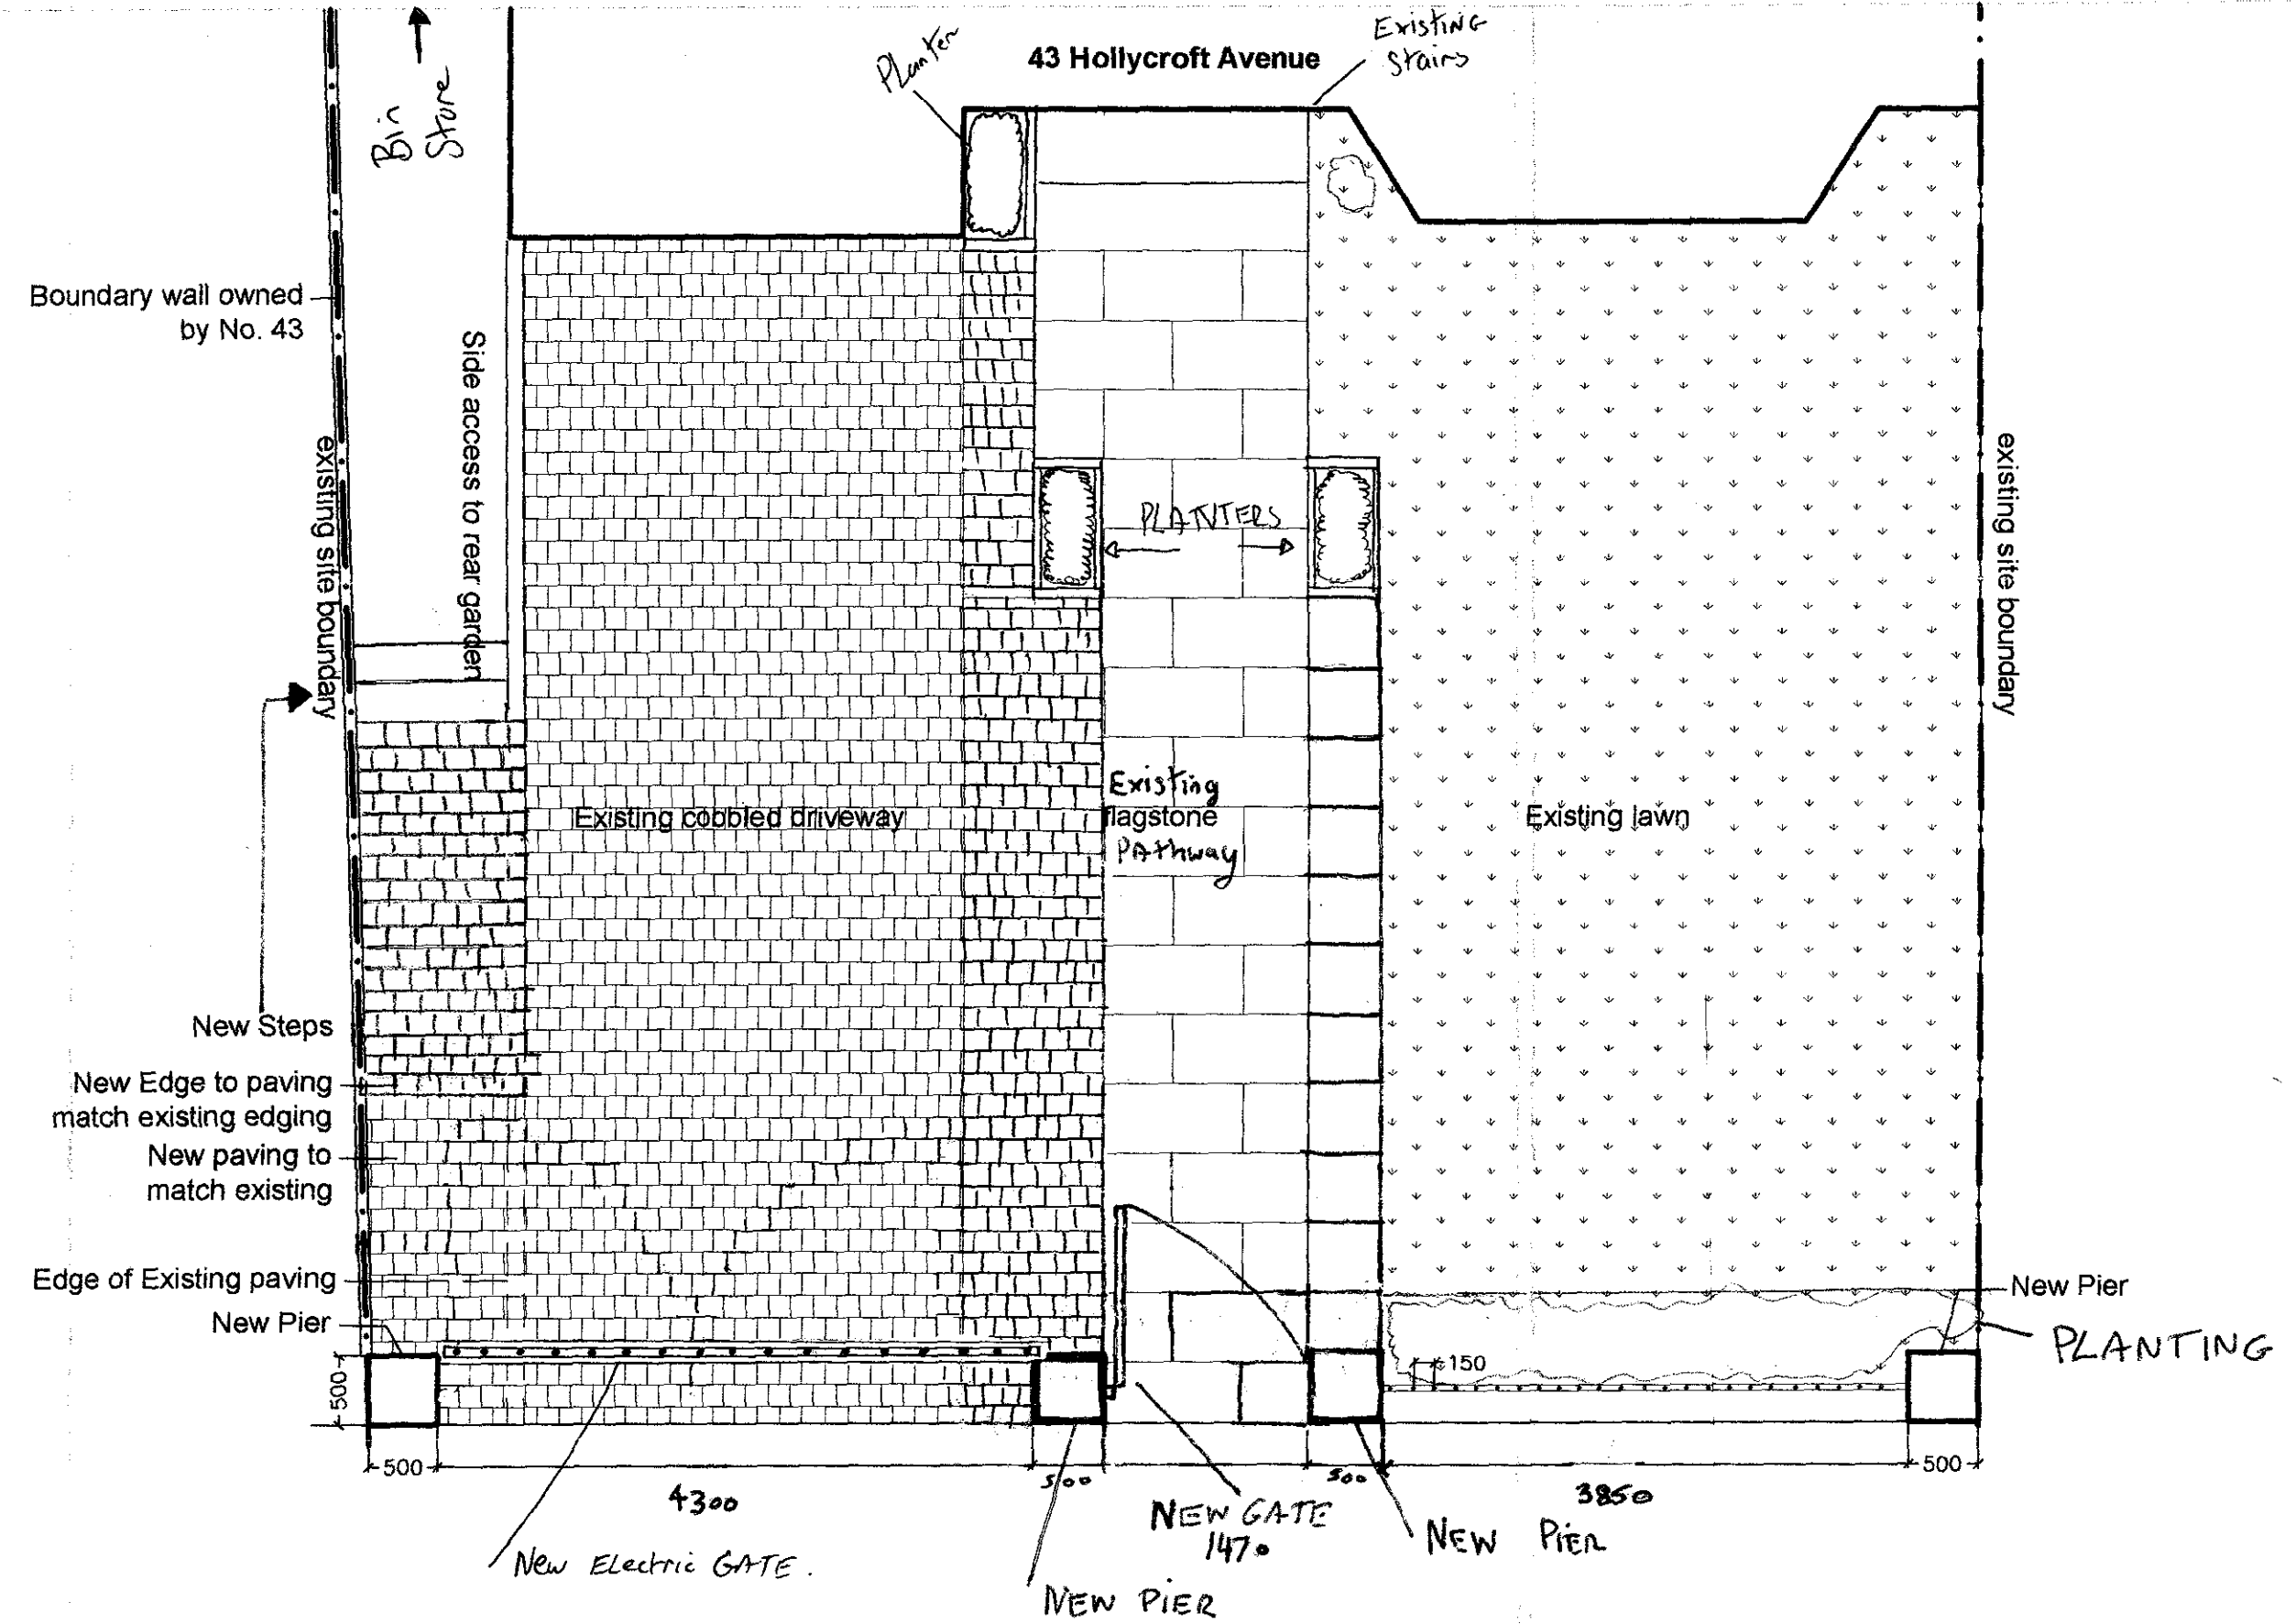 43 Hollycroft Avenue
Existing
Stairs
Planter
Bin
Store
Boundary wall owned
by No. 43
Side access to rear garden
existing site boundary
existing site boundary
PLANTERS
Existing cobbled driveway
Existing
flagstone
PAthway
Existing lawn
New Steps
New Edge to paving
match existing edging
New paving to
match existing
Edge of Existing paving
New Pier
New Pier
PLANTING
150
500
500
4300
500
NEW GATE
1470
500
3850
500
NEW PiER
New Electric GATE.
NEW PiER